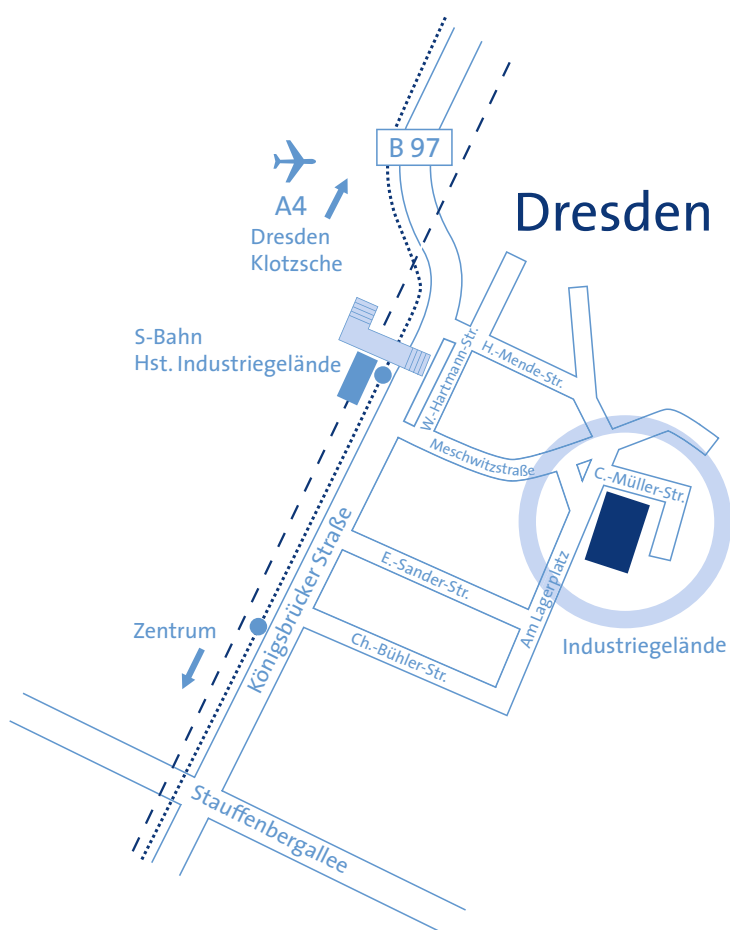 B 97
A4
Dresden
Klotzsche
Dresden
S-Bahn
Hst. Industriegelände
W.-Hartmann-Str.
H.-Mende-Str.
Meschwitzstraße
C.-Müller-Str.
Königsbrücker Straße
E.-Sander-Str.
Am Lagerplatz
Zentrum
Ch.-Bühler-Str.
Industriegelände
Stauffenbergallee